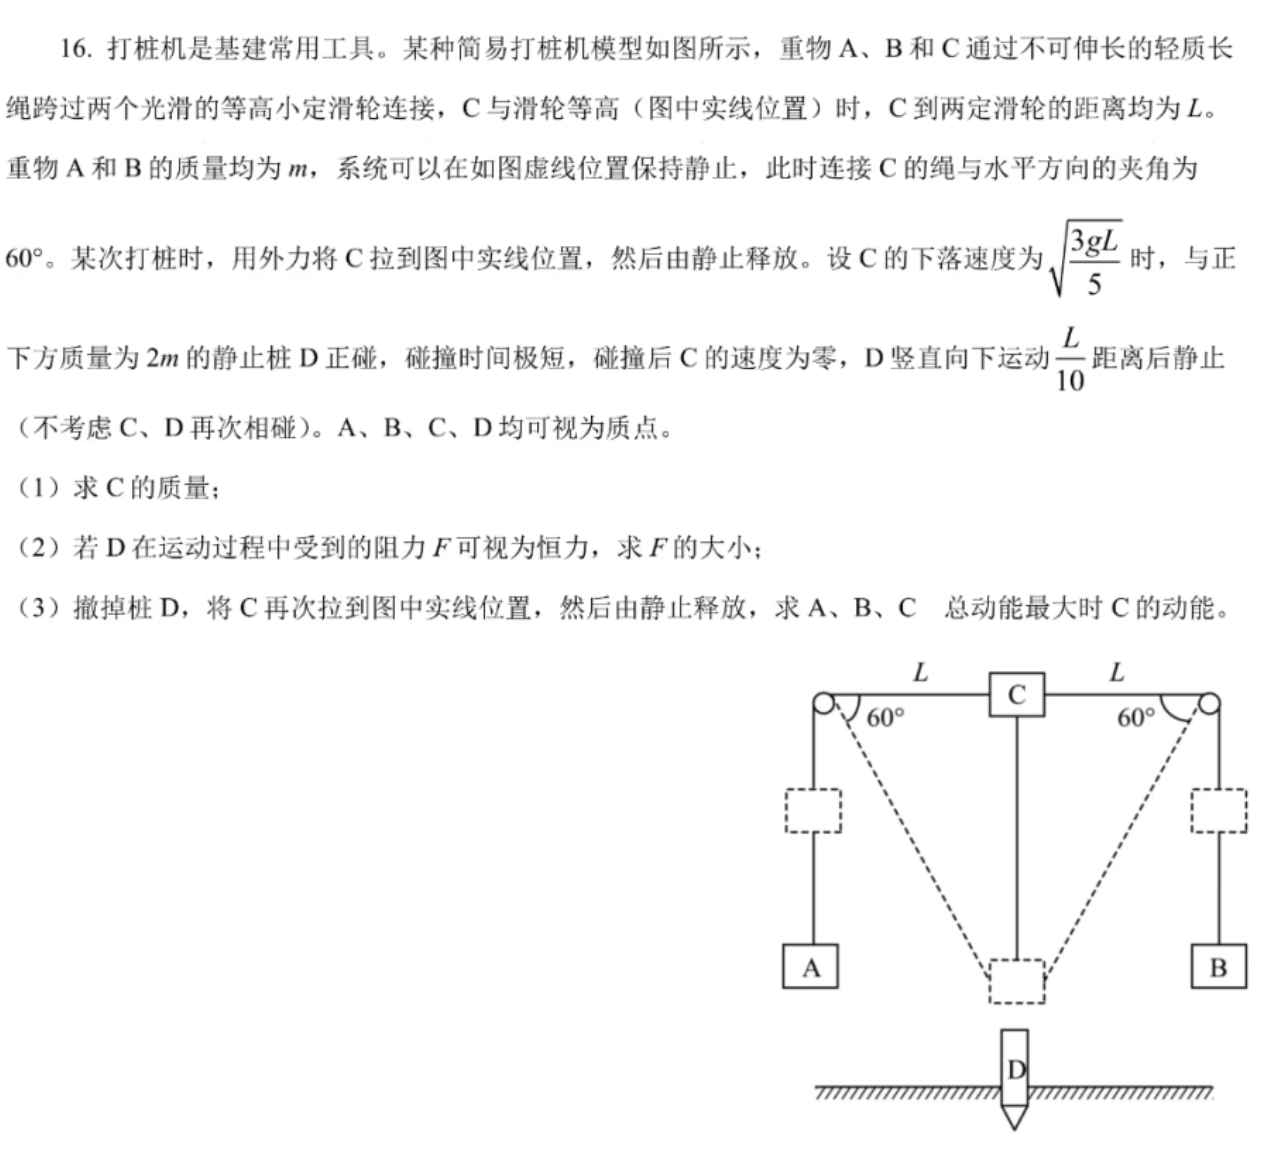 16. 打桩机是基建常用工具。某种简易打桩机模型如图所示，重物 A、B 和 C 通过不可伸长的轻质长
绳跨过两个光滑的等高小定滑轮连接，C 与滑轮等高（图中实线位置）时，C 到两定滑轮的距离均为 L。
重物 A 和 B 的质量均为 m，系统可以在如图虚线位置保持静止，此时连接 C 的绳与水平方向的夹角为
60°。某次打桩时，用外力将 C 拉到图中实线位置，然后由静止释放。设 C 的下落速度为 √(3gL/5) 时，与正
下方质量为 2m 的静止桩 D 正碰，碰撞时间极短，碰撞后 C 的速度为零，D 竖直向下运动 L/10 距离后静止
（不考虑 C、D 再次相碰）。A、B、C、D 均可视为质点。
（1）求 C 的质量；
（2）若 D 在运动过程中受到的阻力 F 可视为恒力，求 F 的大小；
（3）撤掉桩 D，将 C 再次拉到图中实线位置，然后由静止释放，求 A、B、C 总动能最大时 C 的动能。
L L
C
60° 60°
A B
D